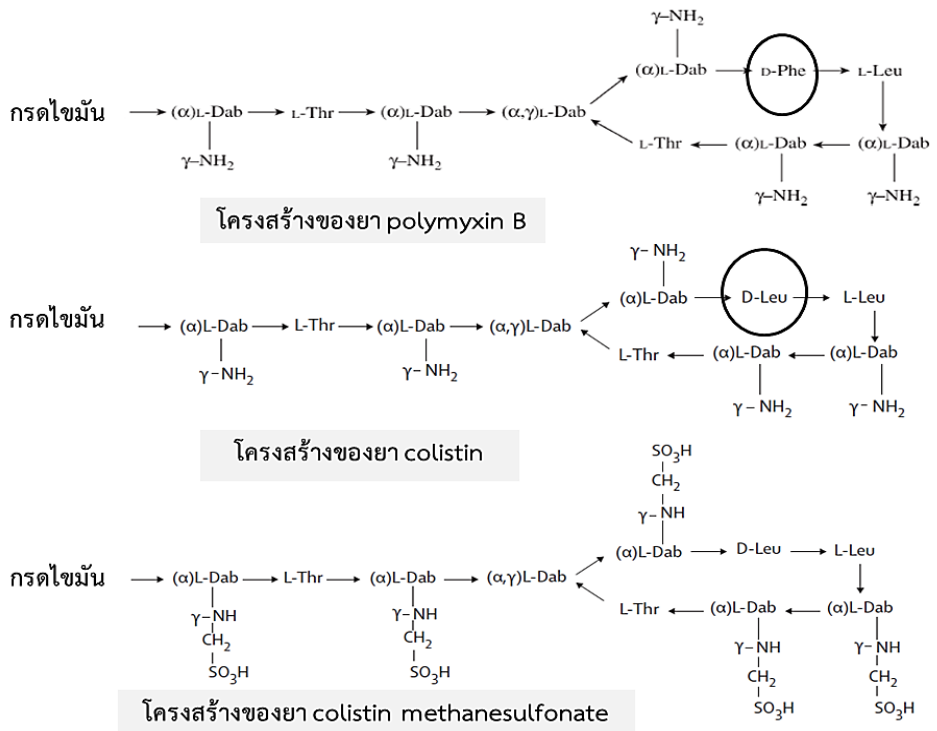 γ–NH2
(α)L-Dab D-Phe L-Leu
กรดไขมัน (α)L-Dab L-Thr (α)L-Dab (α,γ)L-Dab
L-Thr (α)L-Dab (α)L-Dab
γ–NH2 γ–NH2
γ–NH2 γ–NH2
โครงสร้างของยา polymyxin B
γ–NH2
(α)L-Dab D-Leu L-Leu
กรดไขมัน (α)L-Dab L-Thr (α)L-Dab (α,γ)L-Dab
L-Thr (α)L-Dab (α)L-Dab
γ–NH2 γ–NH2
γ–NH2 γ–NH2
โครงสร้างของยา colistin
SO3H
CH2
γ–NH
(α)L-Dab D-Leu L-Leu
กรดไขมัน (α)L-Dab L-Thr (α)L-Dab (α,γ)L-Dab
L-Thr (α)L-Dab (α)L-Dab
γ–NH γ–NH
CH2 CH2
SO3H SO3H
γ–NH γ–NH
CH2 CH2
SO3H SO3H
โครงสร้างของยา colistin methanesulfonate